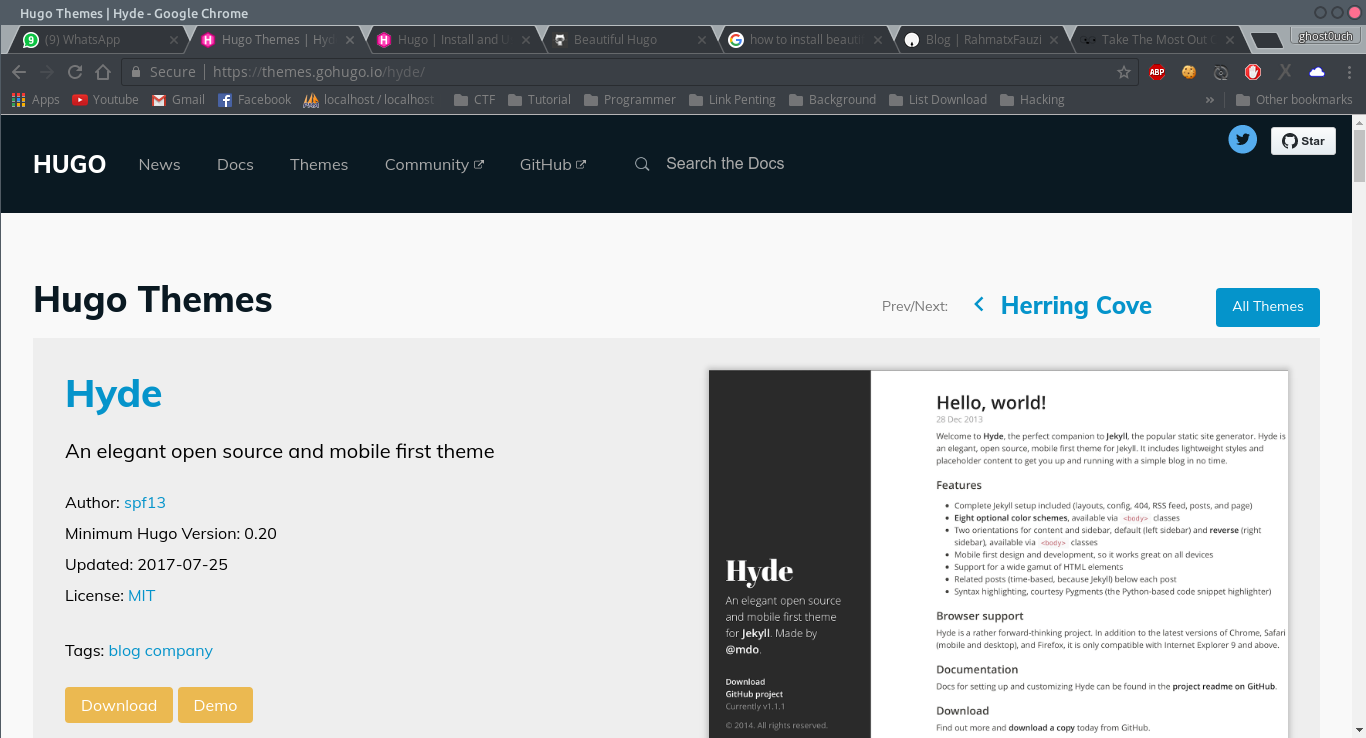 Hugo Themes | Hyde - Google Chrome
(9) WhatsApp
Hugo Themes | Hyd
Hugo | Install and U
Beautiful Hugo
how to install beauti
Blog | RahmatxFauzi
Take The Most Out
ghost0uch
Secure | https://themes.gohugo.io/hyde/
ABP
Apps Youtube Gmail Facebook localhost / localhost CTF Tutorial Programmer Link Penting Background List Download Hacking » Other bookmarks
HUGO News Docs Themes Community GitHub Search the Docs
Star
Hugo Themes
Prev/Next: Herring Cove
All Themes
Hyde
An elegant open source and mobile first theme
Author: spf13
Minimum Hugo Version: 0.20
Updated: 2017-07-25
License: MIT
Tags: blog company
Download Demo
Hyde
An elegant open source
and mobile first theme
for Jekyll. Made by
@mdo.
Download
GitHub project
Currently v1.1.1
© 2014. All rights reserved.
Hello, world!
28 Dec 2013
Welcome to Hyde, the perfect companion to Jekyll, the popular static site generator. Hyde is
an elegant, open source, mobile first theme for Jekyll. It includes lightweight styles and
placeholder content to get you up and running with a simple blog in no time.
Features
• Complete Jekyll setup included (layouts, config, 404, RSS feed, posts, and page)
• Eight optional color schemes, available via <body> classes
• Two orientations for content and sidebar, default (left sidebar) and reverse (right
sidebar), available via <body> classes
• Mobile first design and development, so it works great on all devices
• Support for a wide gamut of HTML elements
• Related posts (time-based, because Jekyll) below each post
• Syntax highlighting, courtesy Pygments (the Python-based code snippet highlighter)
Browser support
Hyde is a rather forward-thinking project. In addition to the latest versions of Chrome, Safari
(mobile and desktop), and Firefox, it is only compatible with Internet Explorer 9 and above.
Documentation
Docs for setting up and customizing Hyde can be found in the project readme on GitHub.
Download
Find out more and download a copy today from GitHub.